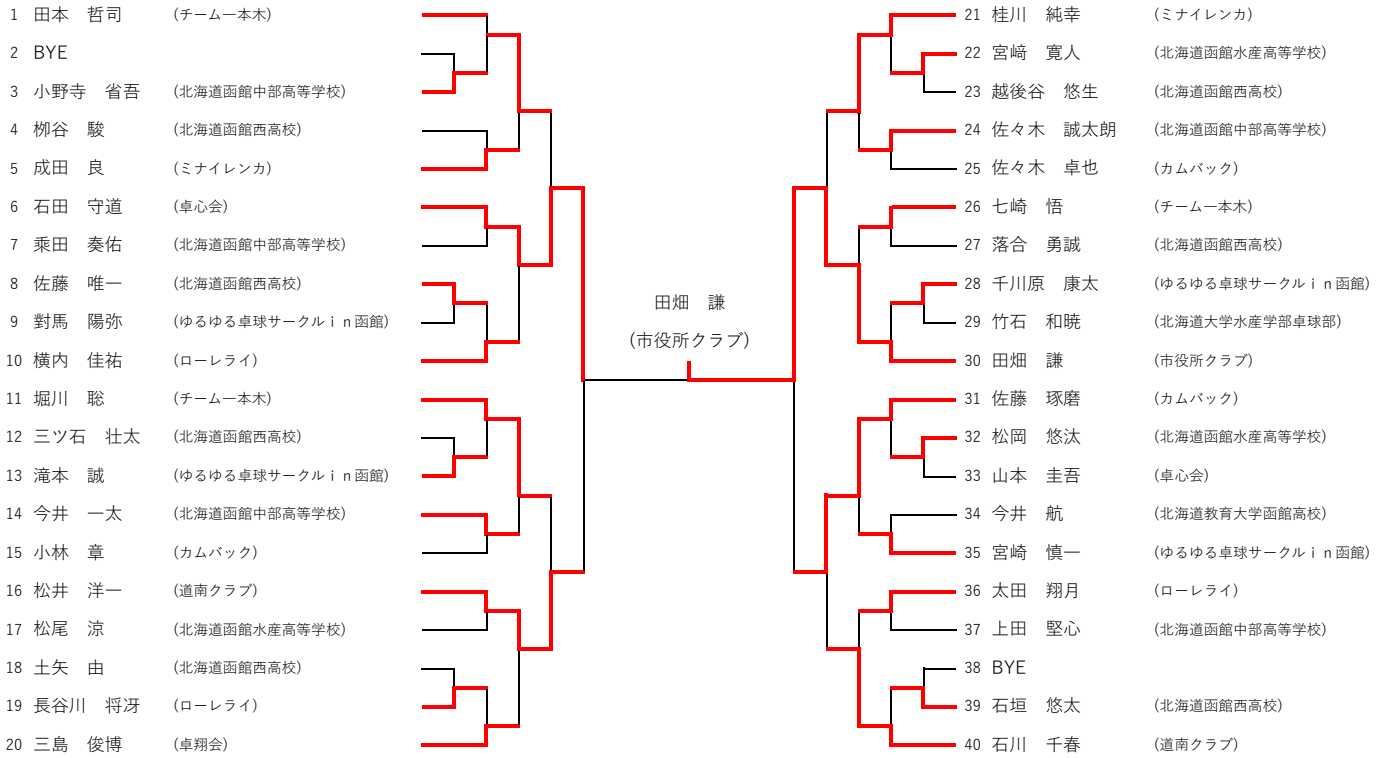 1 田本　哲司 (チーム一本木)
2 BYE
3 小野寺　省吾 (北海道函館中部高等学校)
4 栁谷　駿 (北海道函館西高校)
5 成田　良 (ミナイレンカ)
6 石田　守道 (卓心会)
7 乗田　奏佑 (北海道函館中部高等学校)
8 佐藤　唯一 (北海道函館西高校)
9 對馬　陽弥 (ゆるゆる卓球サークルｉｎ函館)
10 横内　佳祐 (ローレライ)
11 堀川　聡 (チーム一本木)
12 三ツ石　壮太 (北海道函館西高校)
13 滝本　誠 (ゆるゆる卓球サークルｉｎ函館)
14 今井　一太 (北海道函館中部高等学校)
15 小林　章 (カムバック)
16 松井　洋一 (道南クラブ)
17 松尾　涼 (北海道函館水産高等学校)
18 土矢　由 (北海道函館西高校)
19 長谷川　将冴 (ローレライ)
20 三島　俊博 (卓翔会)
田畑　謙
(市役所クラブ)
21 桂川　純幸 (ミナイレンカ)
22 宮﨑　寛人 (北海道函館水産高等学校)
23 越後谷　悠生 (北海道函館西高校)
24 佐々木　誠太朗 (北海道函館中部高等学校)
25 佐々木　卓也 (カムバック)
26 七崎　悟 (チーム一本木)
27 落合　勇誠 (北海道函館西高校)
28 千川原　康太 (ゆるゆる卓球サークルｉｎ函館)
29 竹石　和暁 (北海道大学水産学部卓球部)
30 田畑　謙 (市役所クラブ)
31 佐藤　琢磨 (カムバック)
32 松岡　悠汰 (北海道函館水産高等学校)
33 山本　圭吾 (卓心会)
34 今井　航 (北海道教育大学函館高校)
35 宮崎　慎一 (ゆるゆる卓球サークルｉｎ函館)
36 太田　翔月 (ローレライ)
37 上田　堅心 (北海道函館中部高等学校)
38 BYE
39 石垣　悠太 (北海道函館西高校)
40 石川　千春 (道南クラブ)